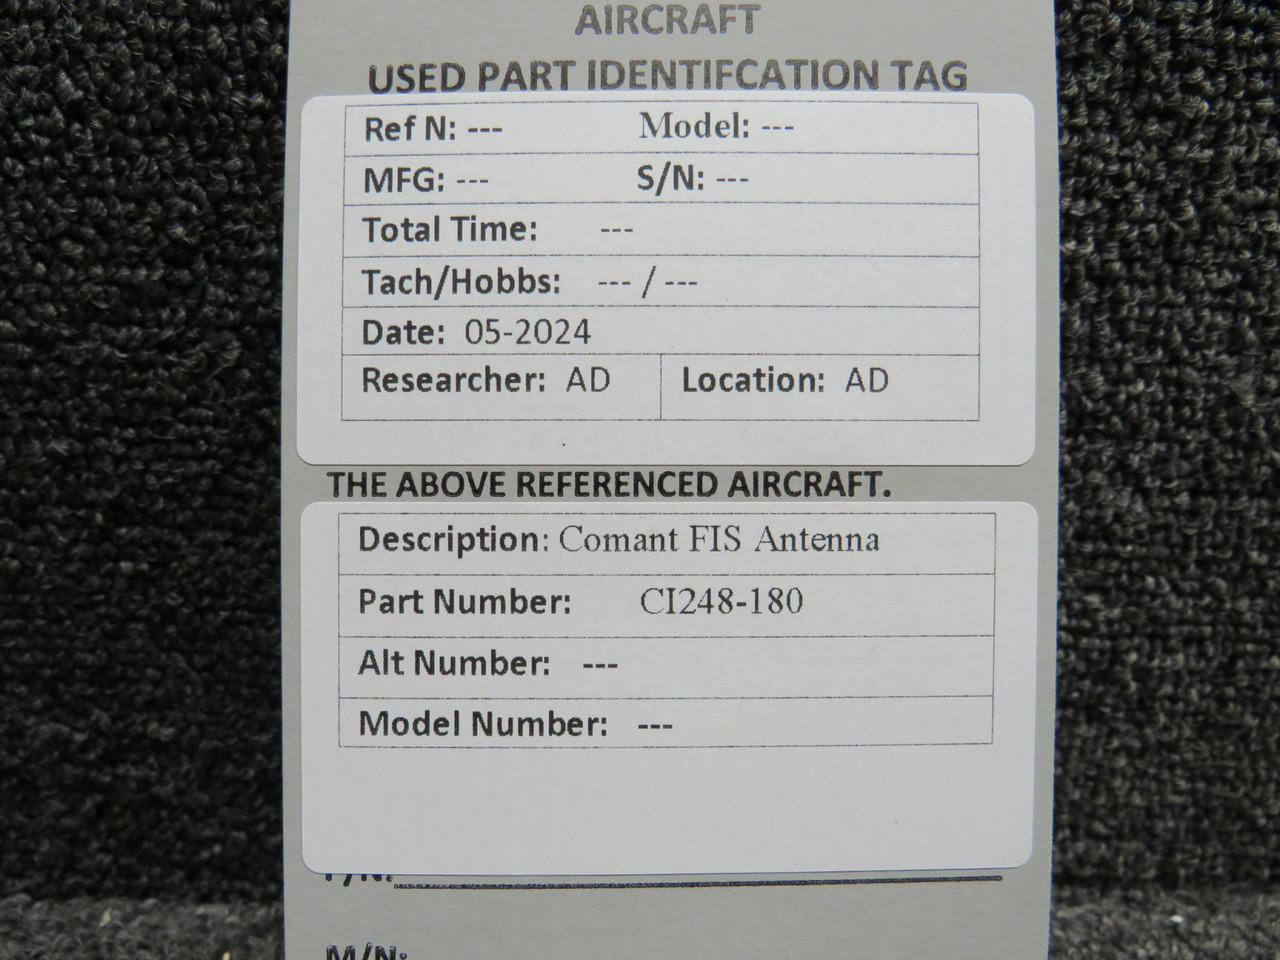 AIRCRAFT
USED PART IDENTIFCATION TAG
Ref N: --- Model: ---
MFG: --- S/N: ---
Total Time: ---
Tach/Hobbs: --- / ---
Date: 05-2024
Researcher: AD Location: AD
THE ABOVE REFERENCED AIRCRAFT.
Description: Comant FIS Antenna
Part Number: CI248-180
Alt Number: ---
Model Number: ---
P/N:
M/N: